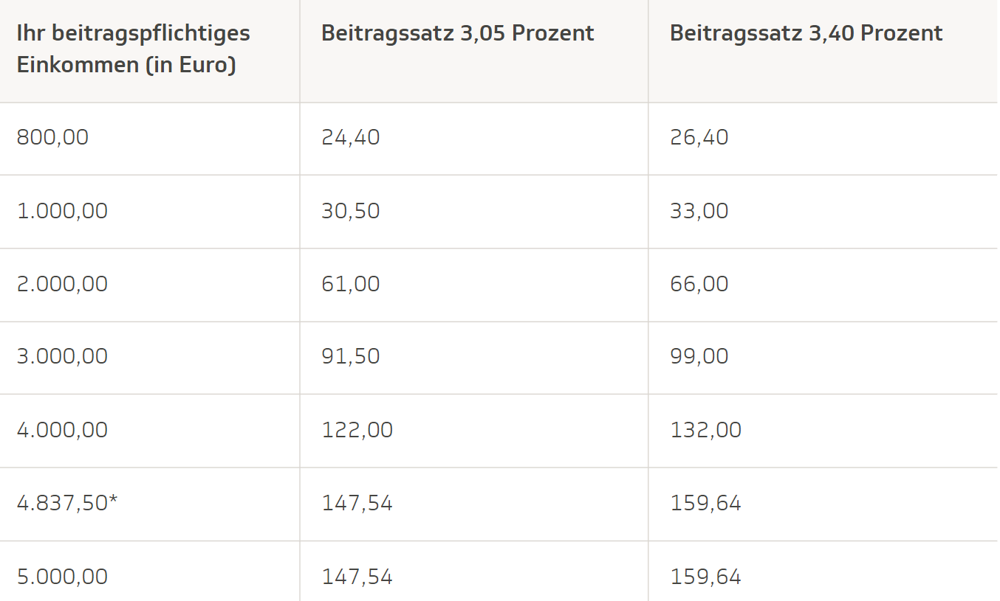 Ihr beitragspflichtiges
Einkommen (in Euro)
Beitragssatz 3,05 Prozent
Beitragssatz 3,40 Prozent
800,00 24,40 26,40
1.000,00 30,50 33,00
2.000,00 61,00 66,00
3.000,00 91,50 99,00
4.000,00 122,00 132,00
4.837,50* 147,54 159,64
5.000,00 147,54 159,64